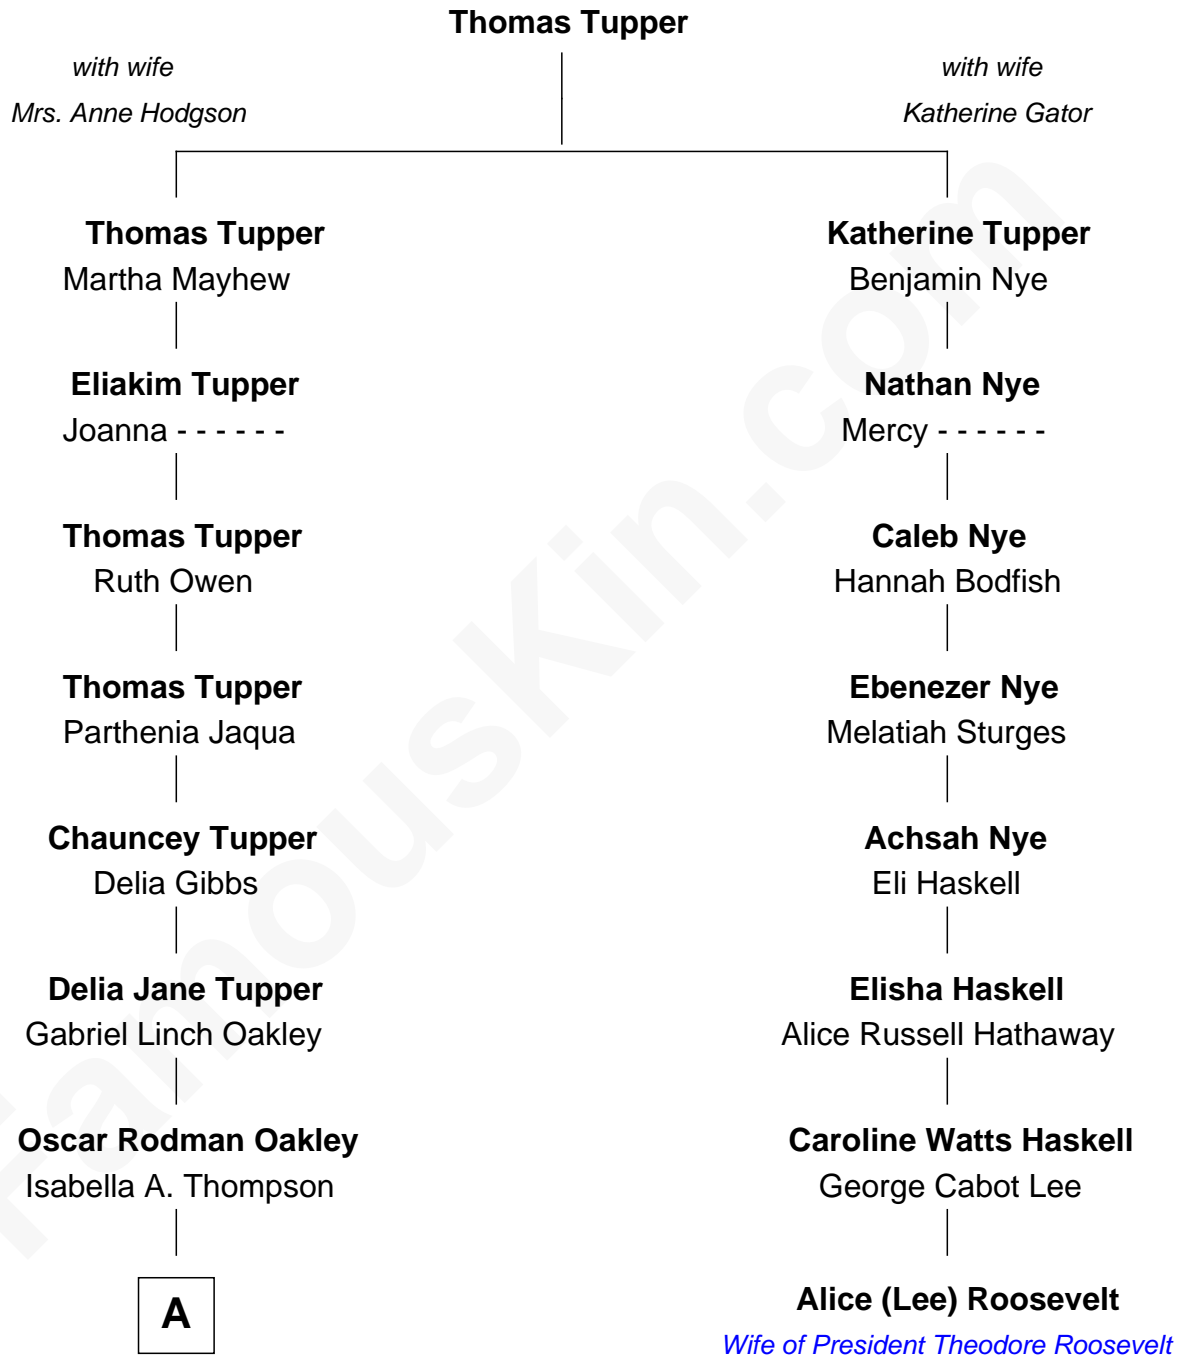 Thomas Tupper
with wife
Mrs. Anne Hodgson
with wife
Katherine Gator
Thomas Tupper
Martha Mayhew
Katherine Tupper
Benjamin Nye
Eliakim Tupper
Joanna - - - - - -
Nathan Nye
Mercy - - - - - -
Thomas Tupper
Ruth Owen
Caleb Nye
Hannah Bodfish
Thomas Tupper
Parthenia Jaqua
Ebenezer Nye
Melatiah Sturges
Chauncey Tupper
Delia Gibbs
Achsah Nye
Eli Haskell
Delia Jane Tupper
Gabriel Linch Oakley
Elisha Haskell
Alice Russell Hathaway
Oscar Rodman Oakley
Isabella A. Thompson
Caroline Watts Haskell
George Cabot Lee
A
Alice (Lee) Roosevelt
Wife of President Theodore Roosevelt
FamousKin.com